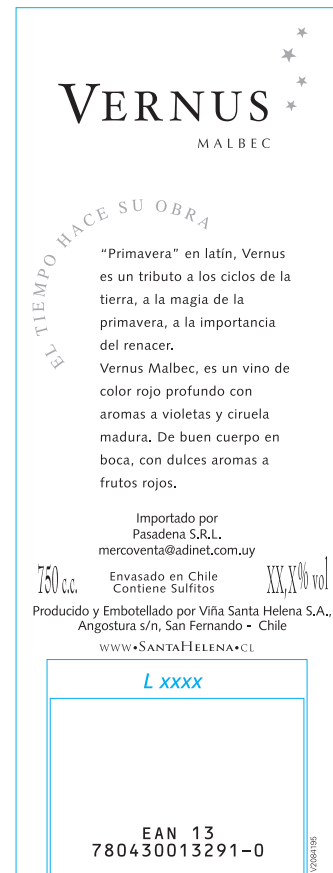 VERNUS
MALBEC
EL TIEMPO HACE SU OBRA
“Primavera” en latín, Vernus
es un tributo a los ciclos de la
tierra, a la magia de la
primavera, a la importancia
del renacer.
Vernus Malbec, es un vino de
color rojo profundo con
aromas a violetas y ciruela
madura. De buen cuerpo en
boca, con dulces aromas a
frutos rojos.
Importado por
Pasadena S.R.L.
mercoventa@adinet.com.uy
750 c.c.
Envasado en Chile
Contiene Sulfitos
XX,X% vol
Producido y Embotellado por Viña Santa Helena S.A.,
Angostura s/n, San Fernando - Chile
WWW•SANTAHELENA•CL
L xxxx
EAN 13
780430013291-0
V2084195